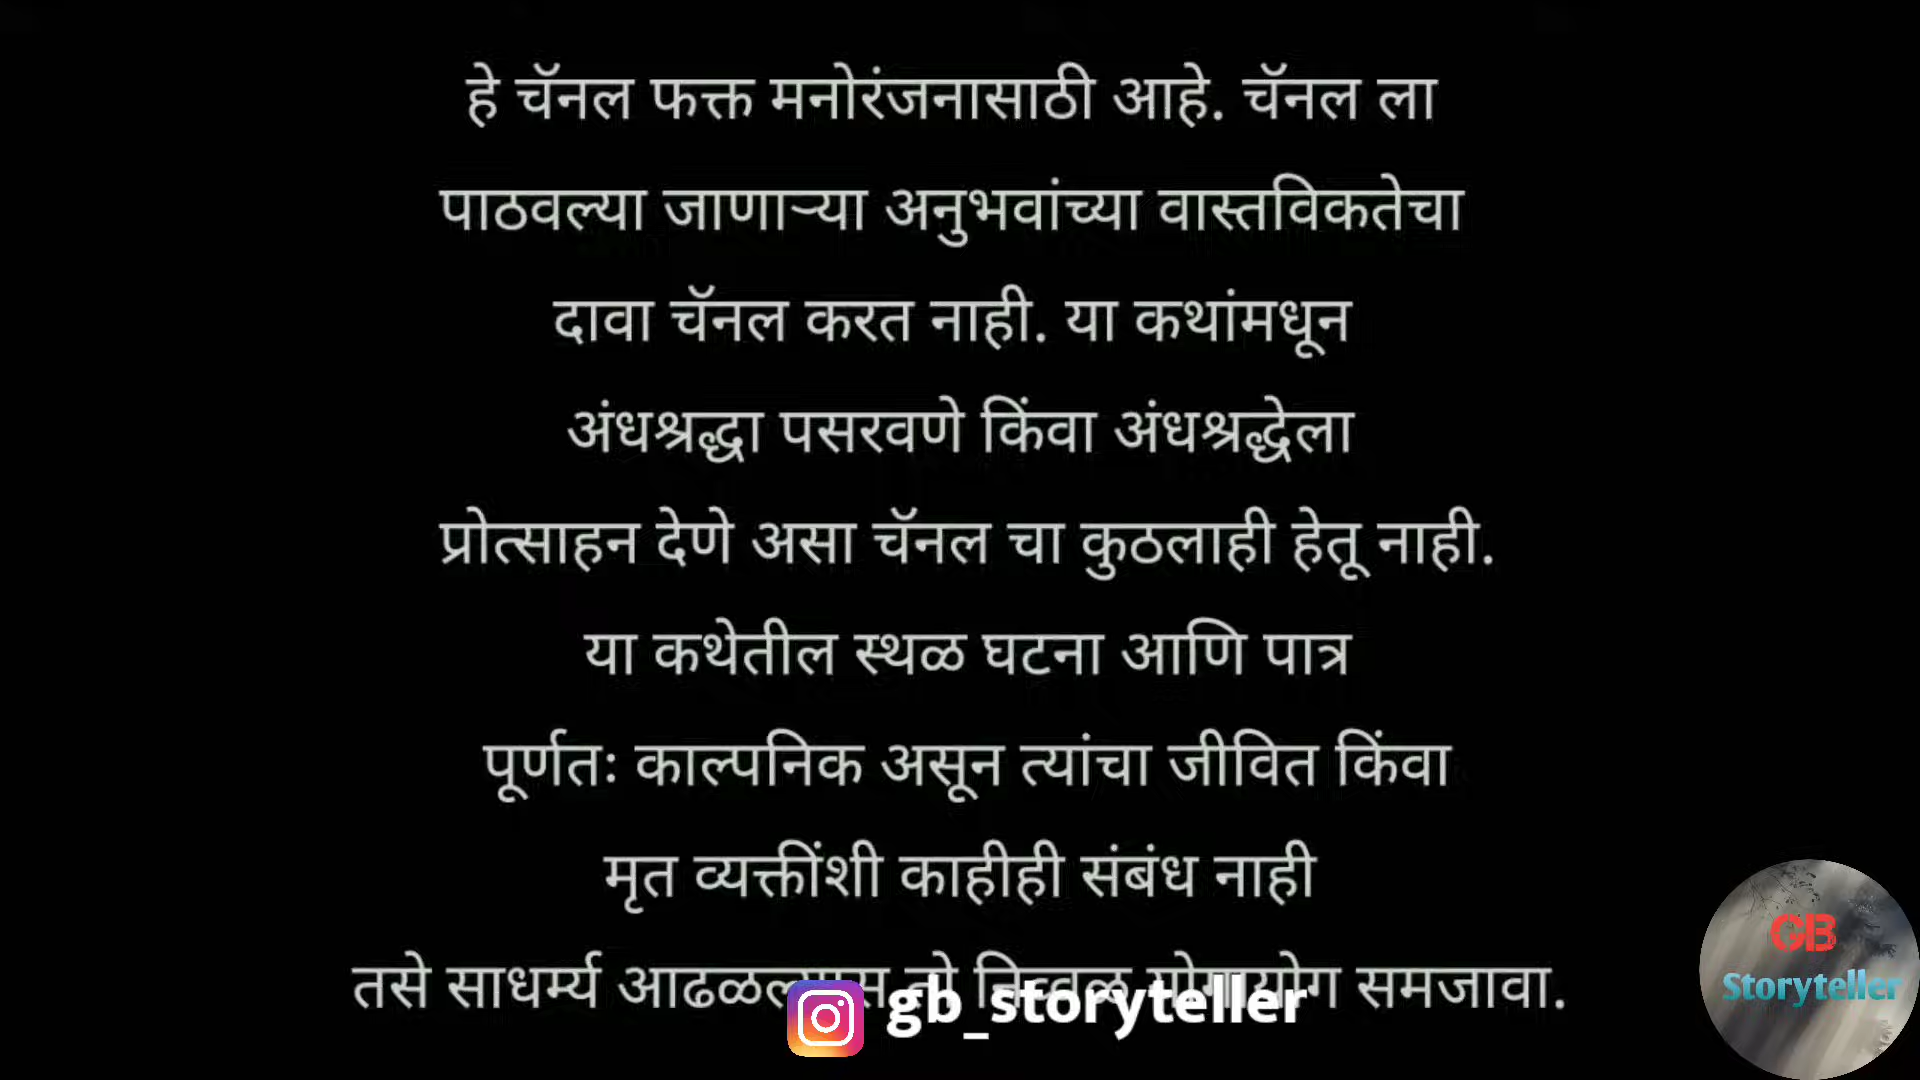 हे चॅनल फक्त मनोरंजनासाठी आहे. चॅनल ला
पाठवल्या जाणाऱ्या अनुभवांच्या वास्तविकतेचा
दावा चॅनल करत नाही. या कथांमधून
अंधश्रद्धा पसरवणे किंवा अंधश्रद्धेला
प्रोत्साहन देणे असा चॅनल चा कुठलाही हेतू नाही.
या कथेतील स्थळ घटना आणि पात्र
पूर्णतः काल्पनिक असून त्यांचा जीवित किंवा
मृत व्यक्तींशी काहीही संबंध नाही
तसे साधर्म्य तो समजावा.
gb_storyteller
GB
Storyteller